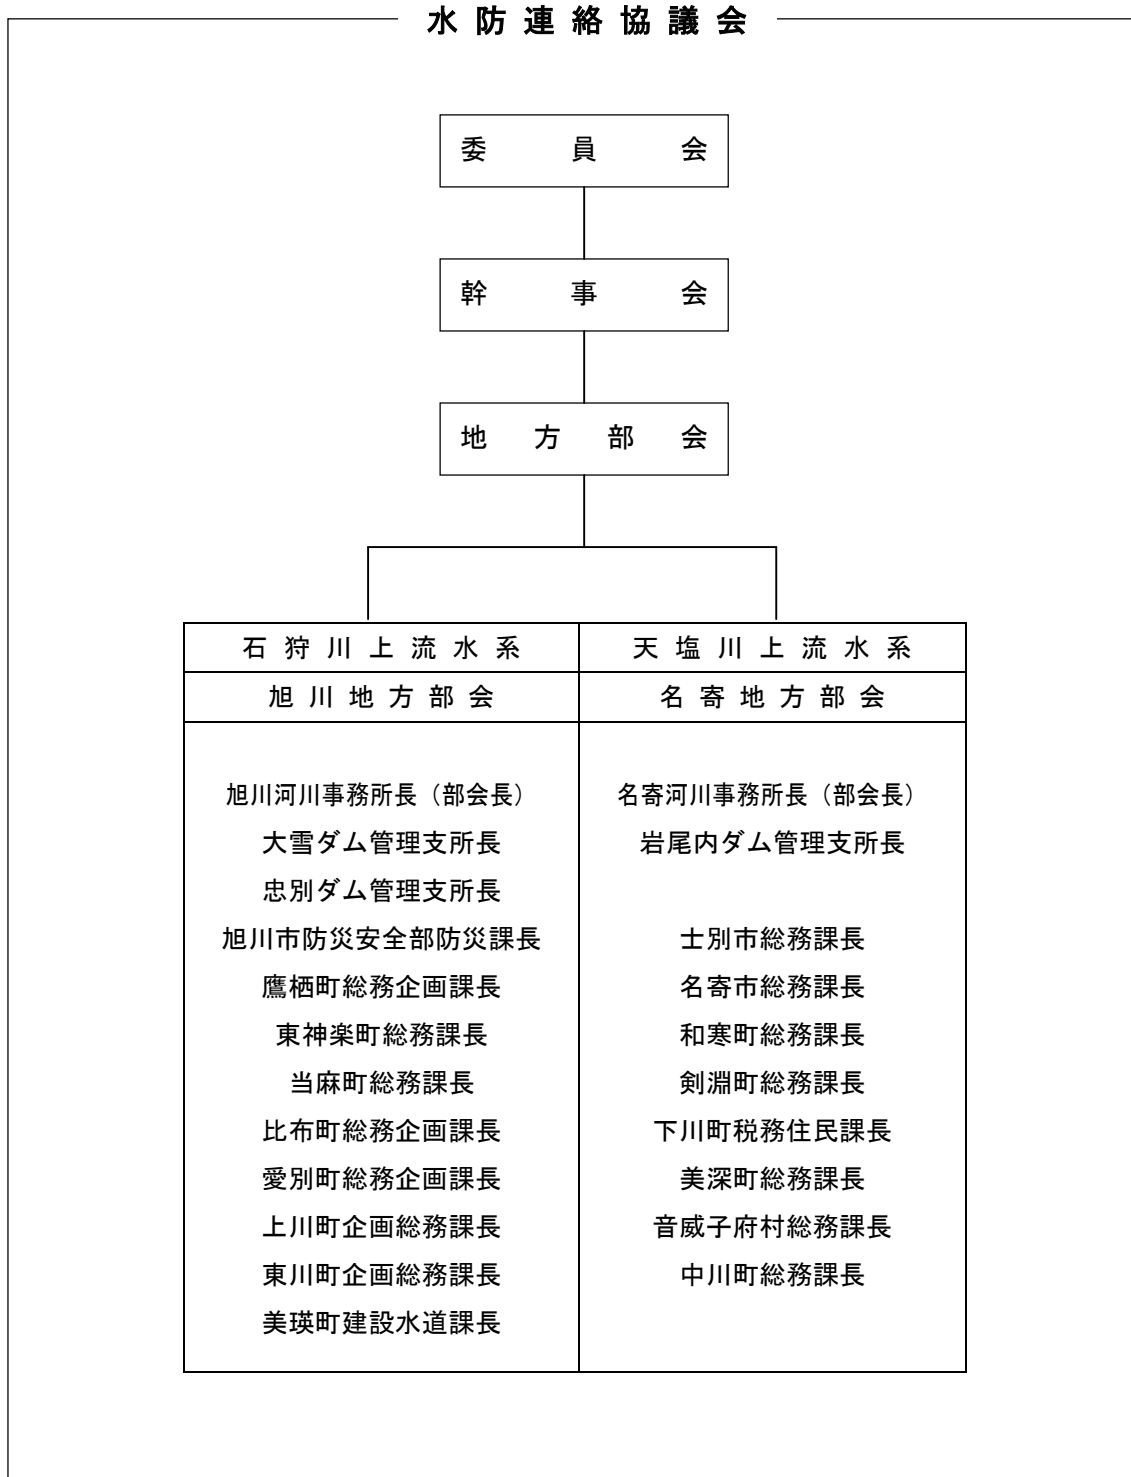 水防連絡協議会
委員会
幹事会
地方部会
石狩川上流水系
旭川地方部会
旭川河川事務所長（部会長）
大雪ダム管理支所長
忠別ダム管理支所長
旭川市防災安全部防災課長
鷹栖町総務企画課長
東神楽町総務課長
当麻町総務課長
比布町総務企画課長
愛別町総務企画課長
上川町企画総務課長
東川町企画総務課長
美瑛町建設水道課長
天塩川上流水系
名寄地方部会
名寄河川事務所長（部会長）
岩尾内ダム管理支所長
士別市総務課長
名寄市総務課長
和寒町総務課長
剣淵町総務課長
下川町税務住民課長
美深町総務課長
音威子府村総務課長
中川町総務課長